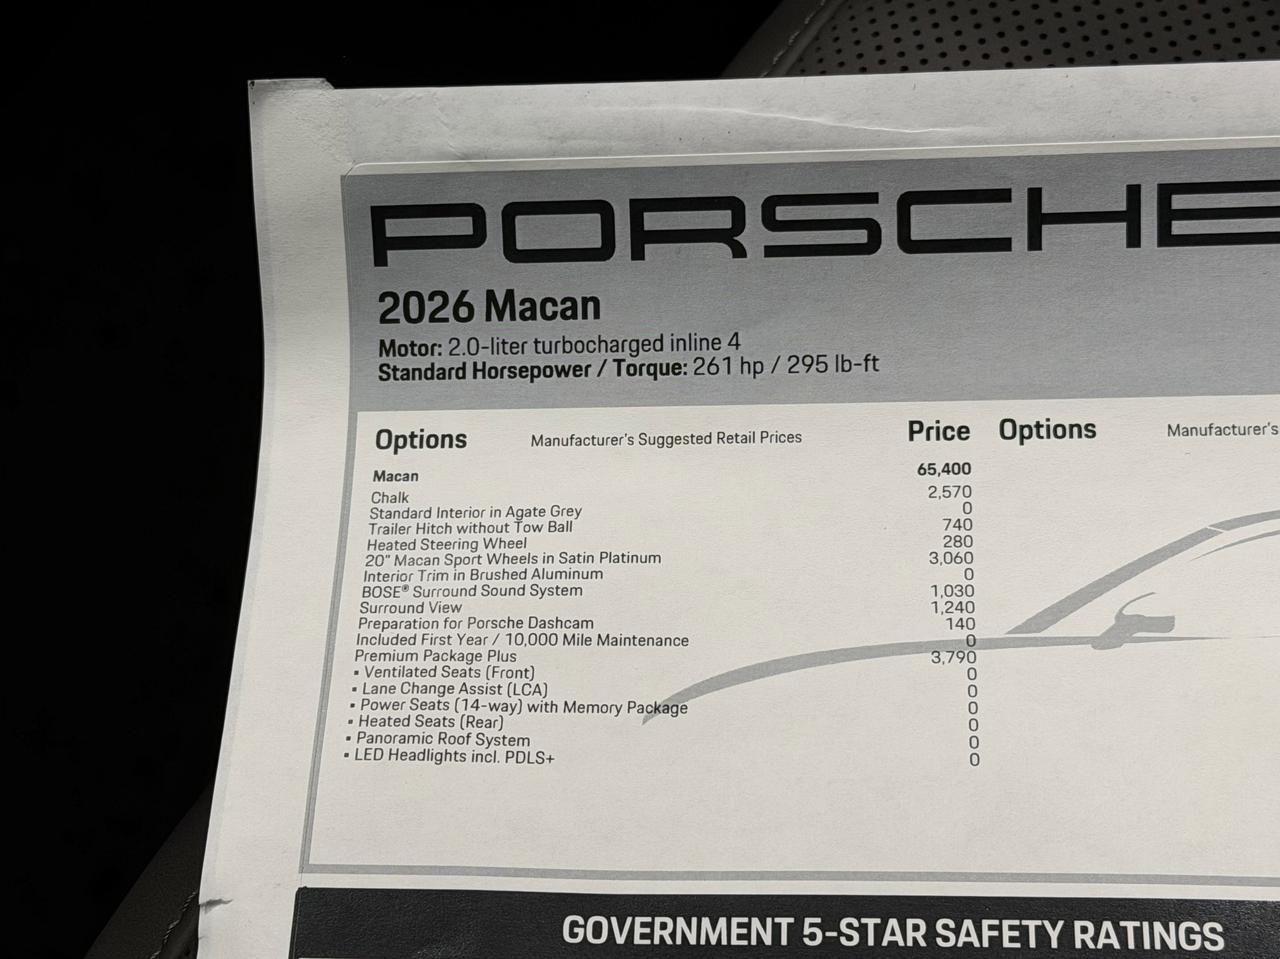 PORSCHE
2026 Macan
Motor: 2.0-liter turbocharged inline 4
Standard Horsepower / Torque: 261 hp / 295 lb-ft
Options Manufacturer's Suggested Retail Prices Price Options Manufacturer's
Macan 65,400
Chalk 2,570
Standard Interior in Agate Grey 0
Trailer Hitch without Tow Ball 740
Heated Steering Wheel 280
20" Macan Sport Wheels in Satin Platinum 3,060
Interior Trim in Brushed Aluminum 0
BOSE® Surround Sound System 1,030
Surround View 1,240
Preparation for Porsche Dashcam 140
Included First Year / 10,000 Mile Maintenance 0
Premium Package Plus 3,790
▪ Ventilated Seats (Front) 0
▪ Lane Change Assist (LCA) 0
▪ Power Seats (14-way) with Memory Package 0
▪ Heated Seats (Rear) 0
▪ Panoramic Roof System 0
▪ LED Headlights incl. PDLS+ 0
GOVERNMENT 5-STAR SAFETY RATINGS